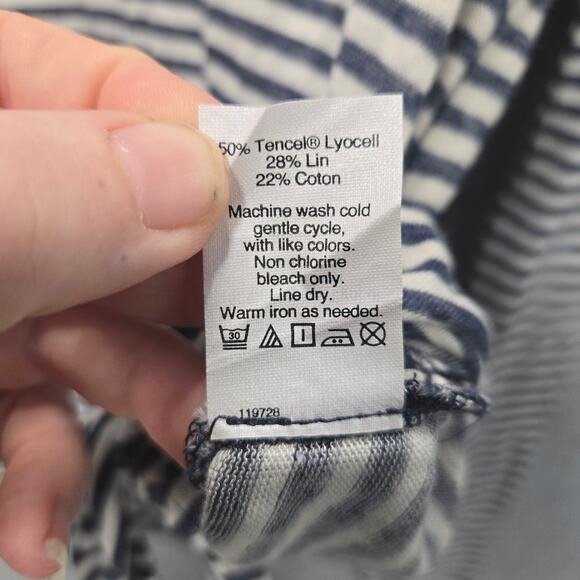 50% Tencel® Lyocell
28% Lin
22% Coton
Machine wash cold
gentle cycle,
with like colors.
Non chlorine
bleach only.
Line dry.
Warm iron as needed.
30
119728